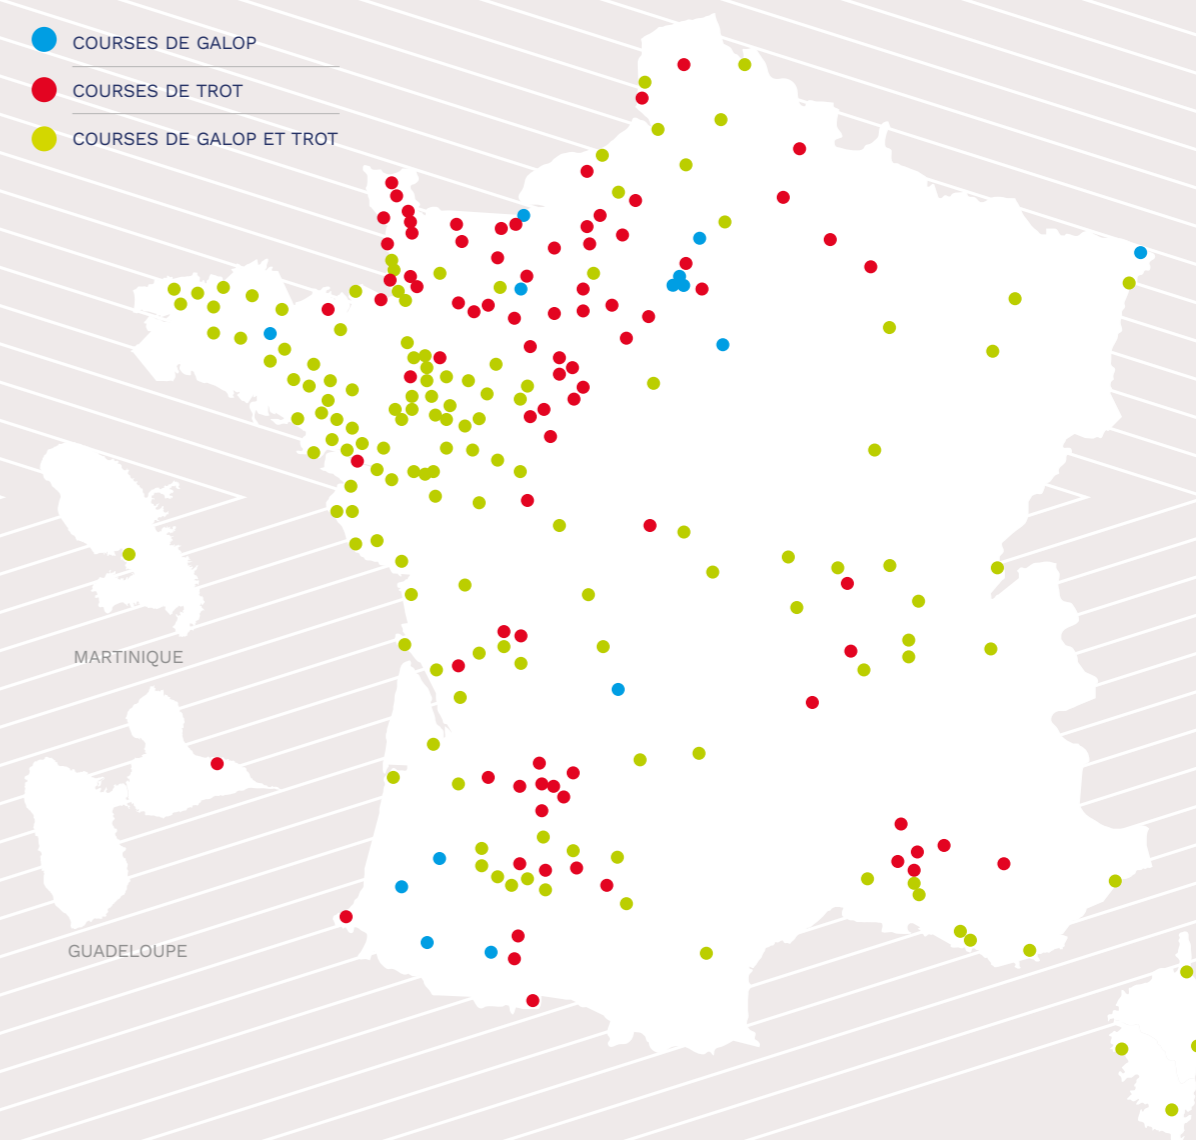 COURSES DE GALOP
COURSES DE TROT
COURSES DE GALOP ET TROT
MARTINIQUE
GUADELOUPE